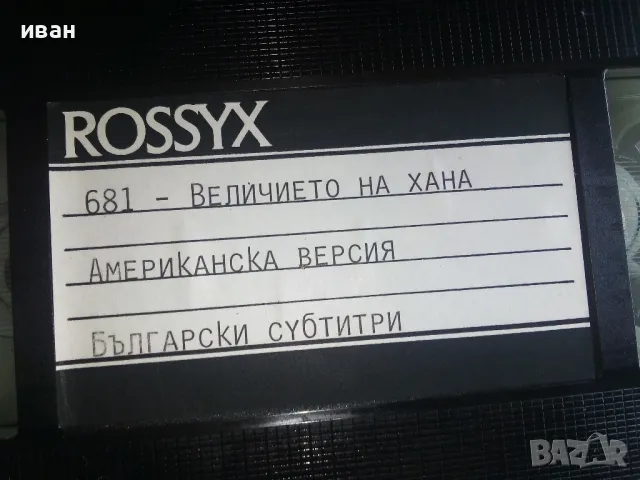 иван
ROSSYX
681 - ВЕЛИЧИЕТО НА ХАНА
АМЕРИКАНСКА ВЕРСИЯ
БЪЛГАРСКИ СУБТИТРИ
BAZAR